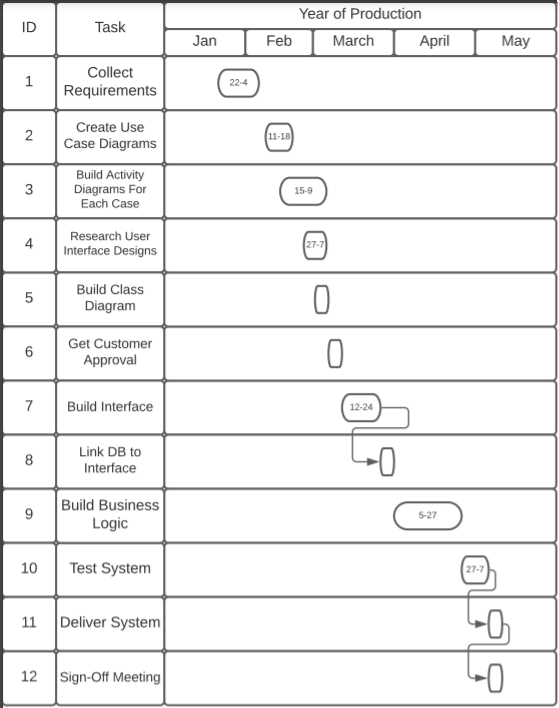 ID
Task
Year of Production
Jan
Feb
March
April
May
1
Collect
Requirements
22-4
2
Create Use
Case Diagrams
11-18
3
Build Activity
Diagrams For
Each Case
15-9
4
Research User
Interface Designs
27-7
5
Build Class
Diagram
6
Get Customer
Approval
7
Build Interface
12-24
8
Link DB to
Interface
9
Build Business
Logic
5-27
10
Test System
27-7
11
Deliver System
12
Sign-Off Meeting